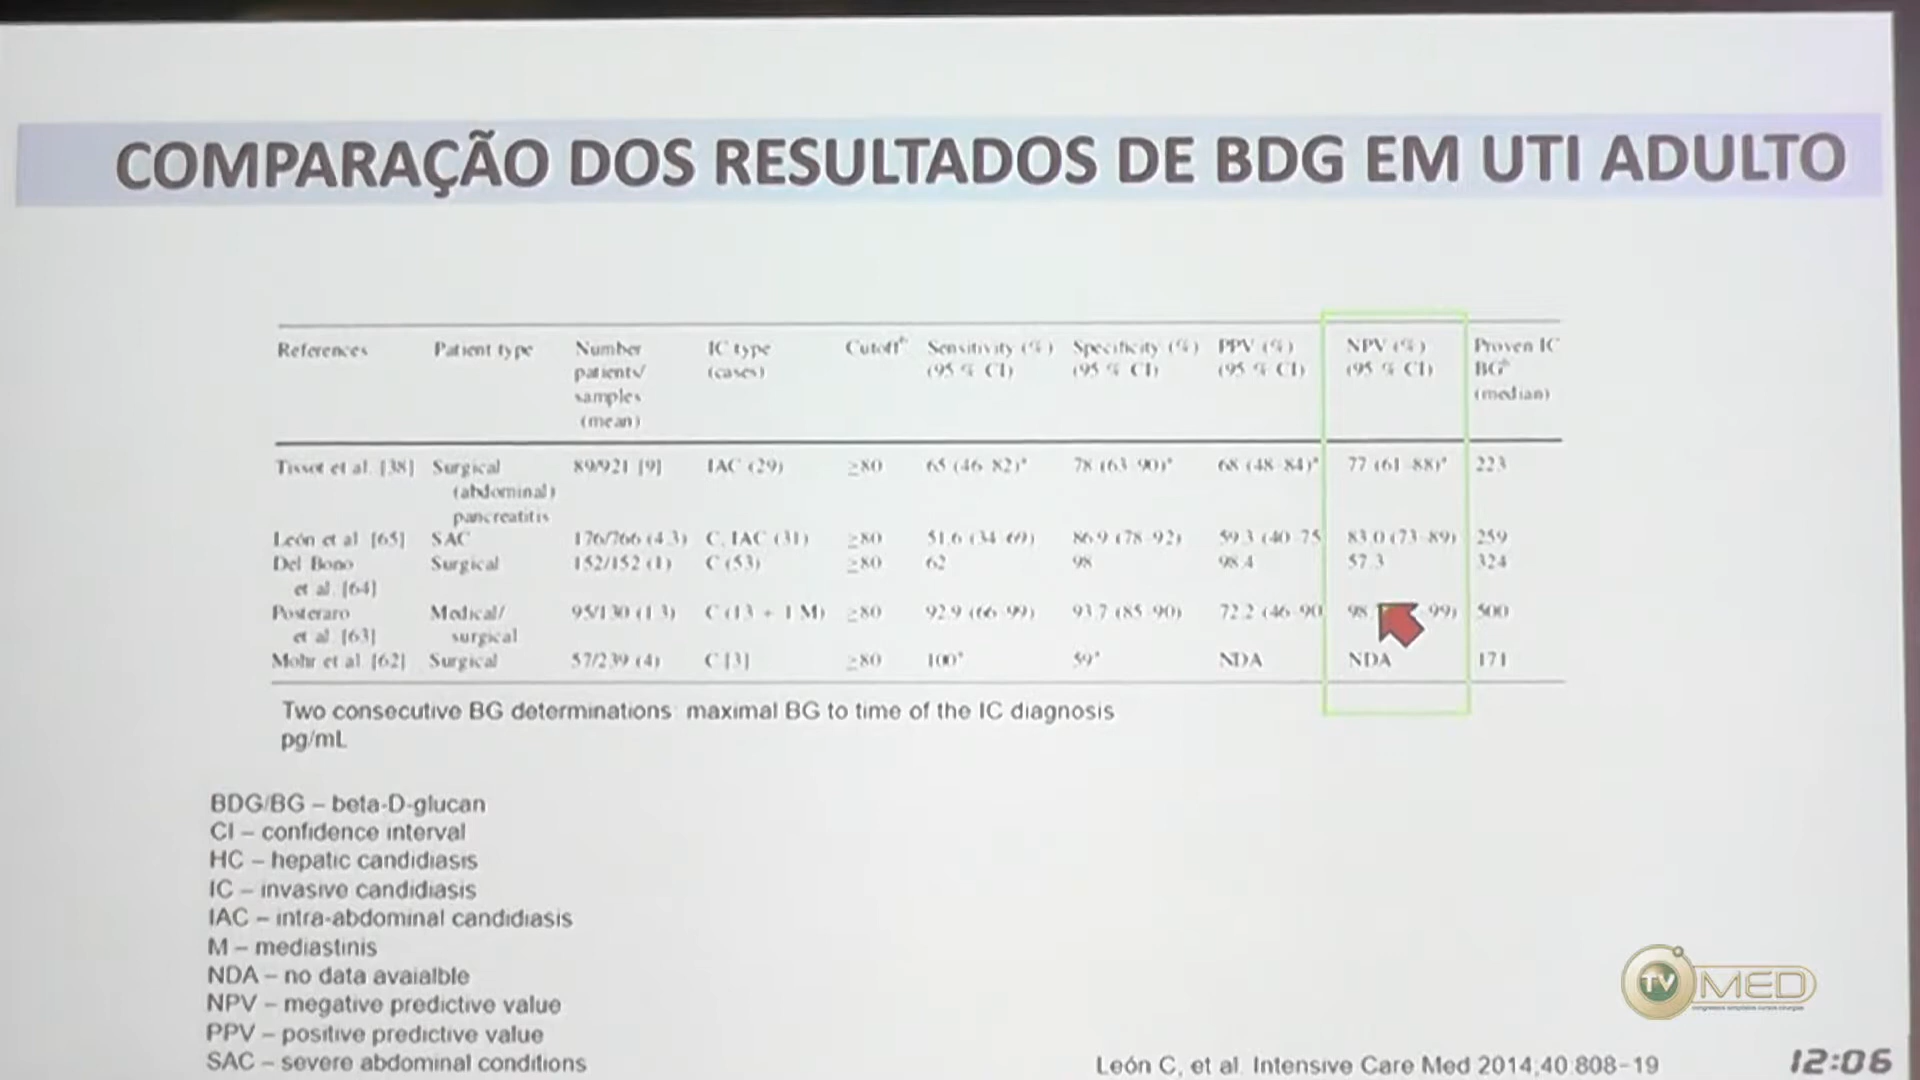 COMPARAÇÃO DOS RESULTADOS DE BDG EM UTI ADULTO
References Patient type Number patients/ samples (mean) IC type (cases) Cutoff Sensitivity (%) (95 % CI) Specificity (%) (95 % CI) PPV (%) (95 % CI) NPV (%) (95 % CI) Proven IC BG (median)
Tissot et al. [38] Surgical (abdominal) pancreatitis 89/921 [9] IAC (29) ≥80 65 (46–82)* 78 (63–90)* 68 (48–84)* 77 (61–88)* 223
León et al. [65] SAC 176/766 (4.3) C, IAC (31) ≥80 51.6 (34–69) 86.9 (78–92) 59.3 (40–75 83.0 (73–89) 259
Del Bono et al. [64] Surgical 152/152 (1) C (53) ≥80 62 98 98.4 57.3 324
Posteraro et al. [63] Medical/ surgical 95/130 (1.3) C (13 + 1 M) ≥80 92.9 (66–99) 93.7 (85–90) 72.2 (46–90 98 99) 500
Mohr et al. [62] Surgical 57/239 (4) C [3] ≥80 100* 59* NDA NDA 171
Two consecutive BG determinations: maximal BG to time of the IC diagnosis
pg/mL
BDG/BG – beta-D-glucan
CI – confidence interval
HC – hepatic candidiasis
IC – invasive candidiasis
IAC – intra-abdominal candidiasis
M – mediastinis
NDA – no data avaialble
NPV – megative predictive value
PPV – positive predictive value
SAC – severe abdominal conditions
León C, et al. Intensive Care Med 2014;40:808–19
TV MED
12:06